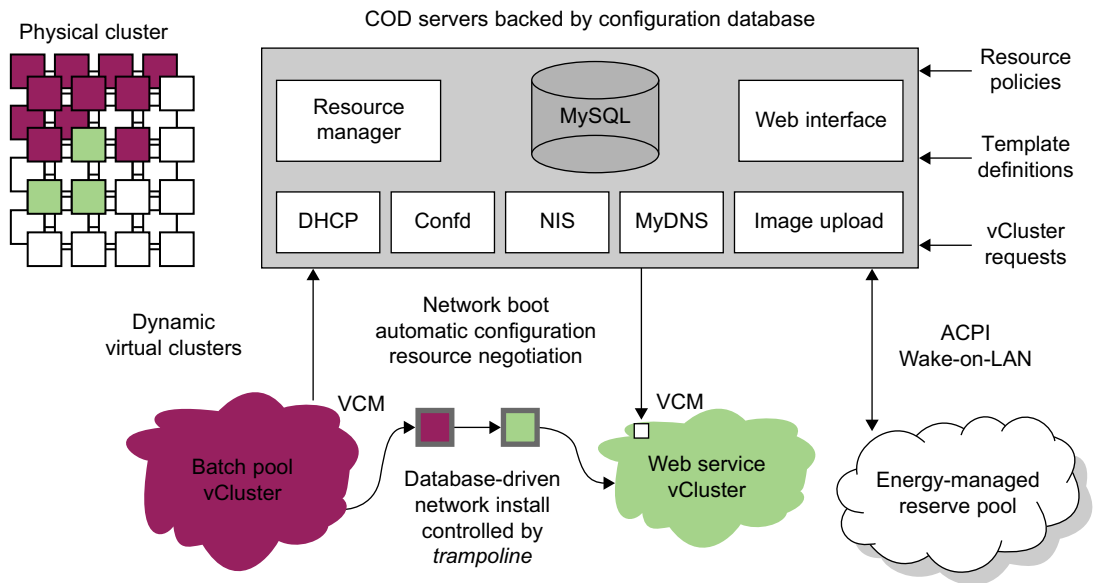 COD servers backed by configuration database
Physical cluster
Resource
manager
MySQL
Web interface
DHCP
Confd
NIS
MyDNS
Image upload
Resource
policies
Template
definitions
vCluster
requests
Dynamic
virtual clusters
Network boot
automatic configuration
resource negotiation
ACPI
Wake-on-LAN
VCM
VCM
Batch pool
vCluster
Database-driven
network install
controlled by
trampoline
Web service
vCluster
Energy-managed
reserve pool